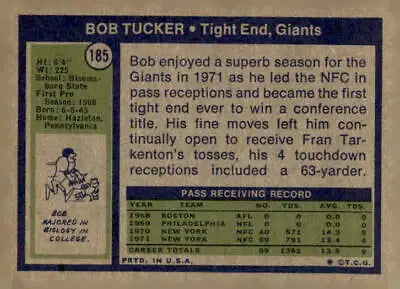 BOB TUCKER • Tight End, Giants
185
Ht: 6'4"
Wt: 225
School: Blooms-
burg State
First Pro
Season: 1968
Born: 6-8-45
Home: Hazleton,
Pennsylvania
BOB
MAJORED IN
BIOLOGY IN
COLLEGE.
Bob enjoyed a superb season for the
Giants in 1971 as he led the NFC in
pass receptions and became the first
tight end ever to win a conference
title. His fine moves left him con-
tinually open to receive Fran Tar-
kenton's tosses, his 4 touchdown
receptions included a 63-yarder.
PASS RECEIVING RECORD
YEAR TEAM NO. YDS. AVG. TDS
1968 BOSTON AFL 0 0 0.0 0
1969 PHILADELPHIA NFL 0 0 0.0 0
1970 NEW YORK NFC 40 571 14.3 5
1971 NEW YORK NFC 59 791 13.4 4
CAREER TOTALS 99 1362 13.8 9
PRTD. IN U.S.A.
© T.C.G.